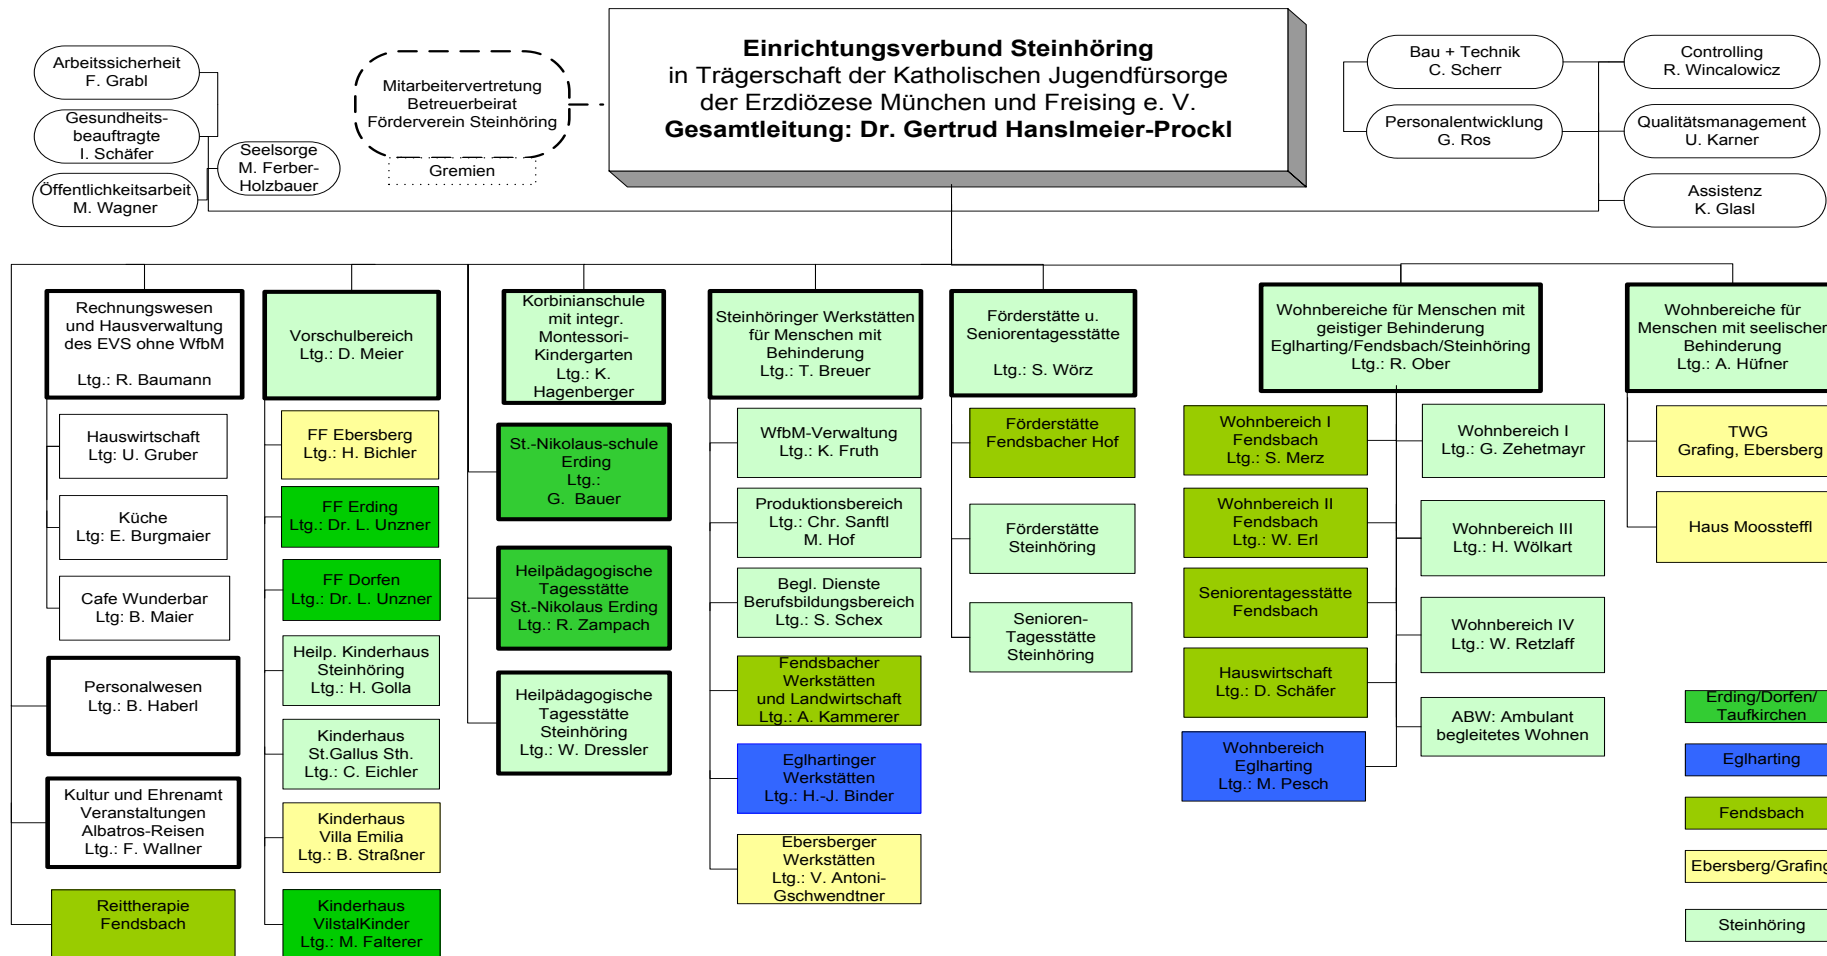 Einrichtungsverbund Steinhöring
in Trägerschaft der Katholischen Jugendfürsorge
der Erzdiözese München und Freising e. V.
Gesamtleitung: Dr. Gertrud Hanslmeier-Prockl
Arbeitssicherheit
F. Grabl
Gesundheits-
beauftragte
I. Schäfer
Öffentlichkeitsarbeit
M. Wagner
Seelsorge
M. Ferber-
Holzbauer
Mitarbeitervertretung
Betreuerbeirat
Förderverein Steinhöring
Gremien
Bau + Technik
C. Scherr
Personalentwicklung
G. Ros
Controlling
R. Wincalowicz
Qualitätsmanagement
U. Karner
Assistenz
K. Glasl
Rechnungswesen
und Hausverwaltung
des EVS ohne WfbM
Ltg.: R. Baumann
Hauswirtschaft
Ltg: U. Gruber
Küche
Ltg: E. Burgmaier
Cafe Wunderbar
Ltg: B. Maier
Personalwesen
Ltg.: B. Haberl
Kultur und Ehrenamt
Veranstaltungen
Albatros-Reisen
Ltg.: F. Wallner
Reittherapie
Fendsbach
Vorschulbereich
Ltg.: D. Meier
FF Ebersberg
Ltg.: H. Bichler
FF Erding
Ltg.: Dr. L. Unzner
FF Dorfen
Ltg.: Dr. L. Unzner
Heilp. Kinderhaus
Steinhöring
Ltg.: H. Golla
Kinderhaus
St.Gallus Sth.
Ltg.: C. Eichler
Kinderhaus
Villa Emilia
Ltg.: B. Straßner
Kinderhaus
VilstalKinder
Ltg.: M. Falterer
Korbinianschule
mit integr.
Montessori-
Kindergarten
Ltg.: K.
Hagenberger
St.-Nikolaus-schule
Erding
Ltg.:
G. Bauer
Heilpädagogische
Tagesstätte
St.-Nikolaus Erding
Ltg.: R. Zampach
Heilpädagogische
Tagesstätte
Steinhöring
Ltg.: W. Dressler
Steinhöringer Werkstätten
für Menschen mit
Behinderung
Ltg.: T. Breuer
WfbM-Verwaltung
Ltg.: K. Fruth
Produktionsbereich
Ltg.: Chr. Sanftl
M. Hof
Begl. Dienste
Berufsbildungsbereich
Ltg.: S. Schex
Fendsbacher
Werkstätten
und Landwirtschaft
Ltg.: A. Kammerer
Eglhartinger
Werkstätten
Ltg.: H.-J. Binder
Ebersberger
Werkstätten
Ltg.: V. Antoni-
Gschwendtner
Förderstätte u.
Seniorentagesstätte
Ltg.: S. Wörz
Förderstätte
Fendsbacher Hof
Förderstätte
Steinhöring
Senioren-
Tagesstätte
Steinhöring
Wohnbereiche für Menschen mit
geistiger Behinderung
Eglharting/Fendsbach/Steinhöring
Ltg.: R. Ober
Wohnbereich I
Fendsbach
Ltg.: S. Merz
Wohnbereich II
Fendsbach
Ltg.: W. Erl
Seniorentagesstätte
Fendsbach
Hauswirtschaft
Ltg.: D. Schäfer
Wohnbereich
Eglharting
Ltg.: M. Pesch
Wohnbereich I
Ltg.: G. Zehetmayr
Wohnbereich III
Ltg.: H. Wölkart
Wohnbereich IV
Ltg.: W. Retzlaff
ABW: Ambulant
begleitetes Wohnen
Wohnbereiche für
Menschen mit seelischer
Behinderung
Ltg.: A. Hüfner
TWG
Grafing, Ebersberg
Haus Moossteffl
Erding/Dorfen/
Taufkirchen
Eglharting
Fendsbach
Ebersberg/Grafing
Steinhöring